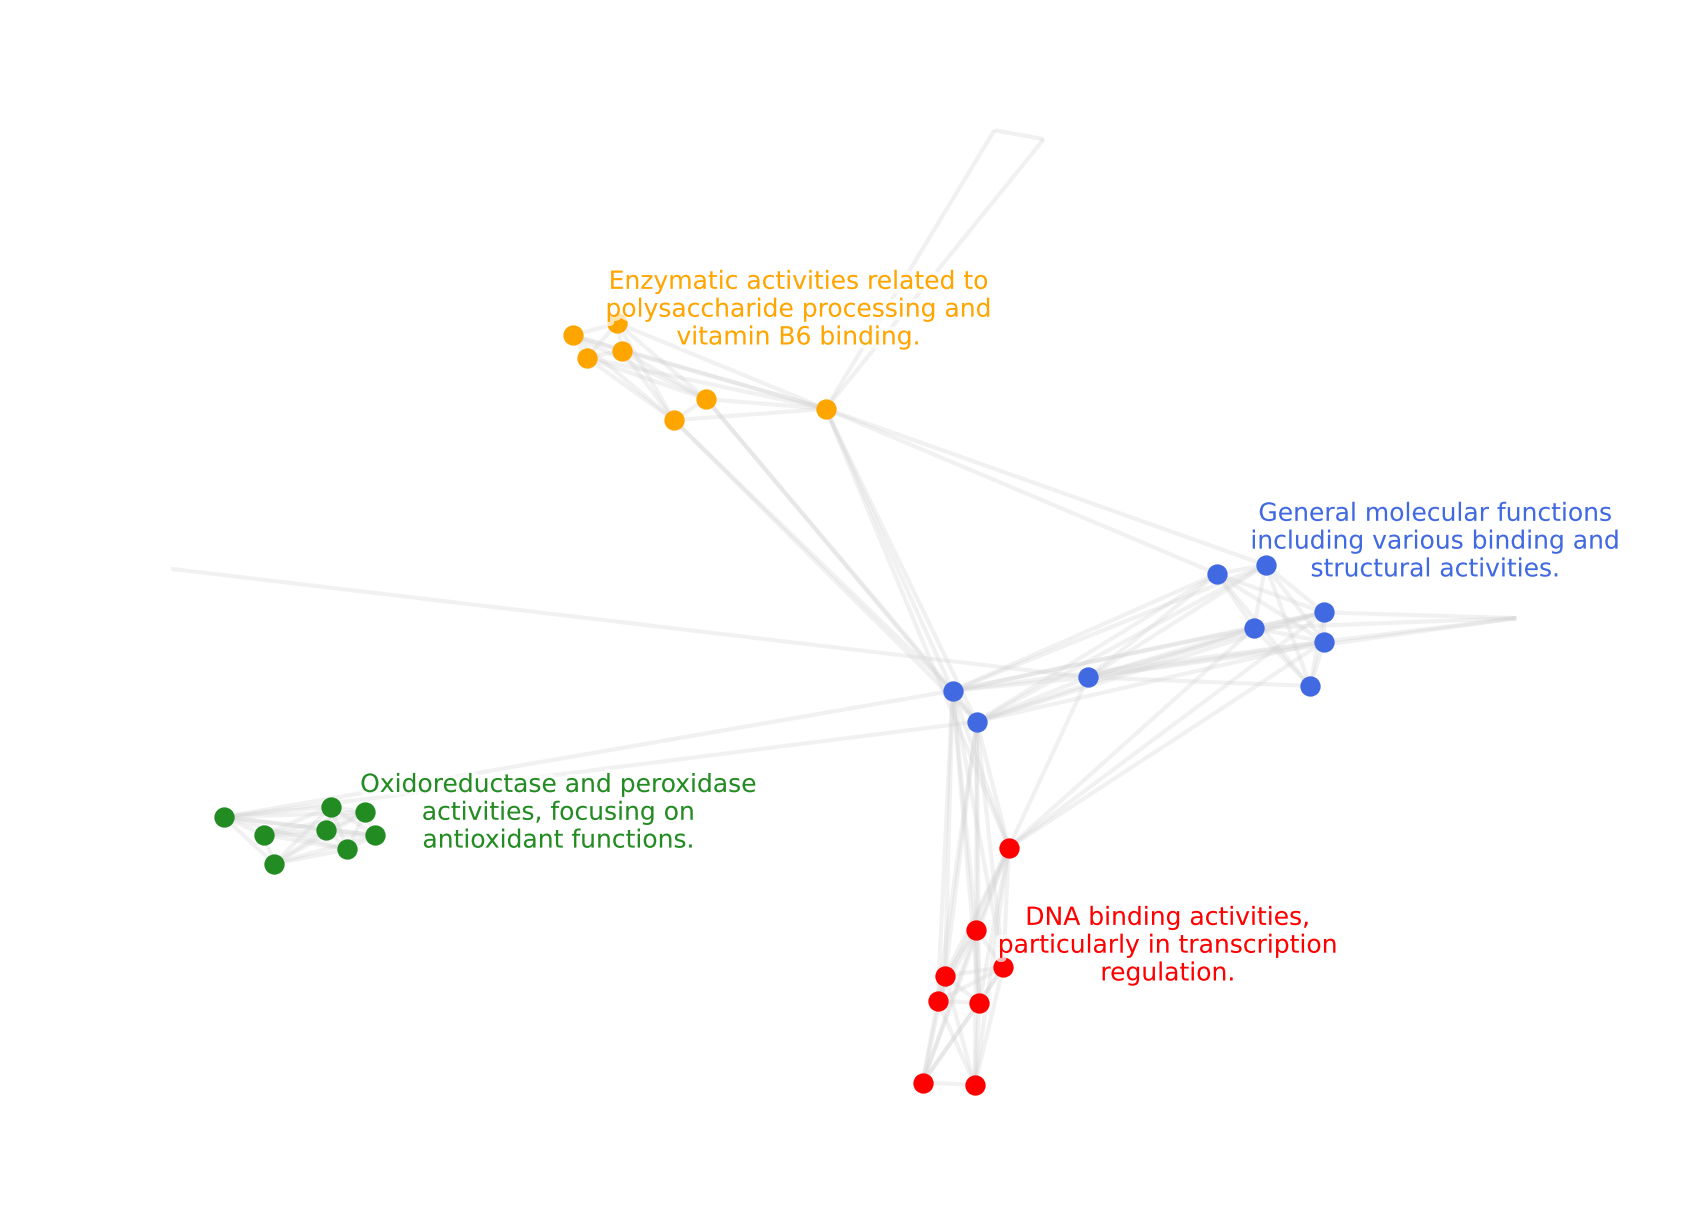 Enzymatic activities related to
polysaccharide processing and
vitamin B6 binding.
General molecular functions
including various binding and
structural activities.
Oxidoreductase and peroxidase
activities, focusing on
antioxidant functions.
DNA binding activities,
particularly in transcription
regulation.